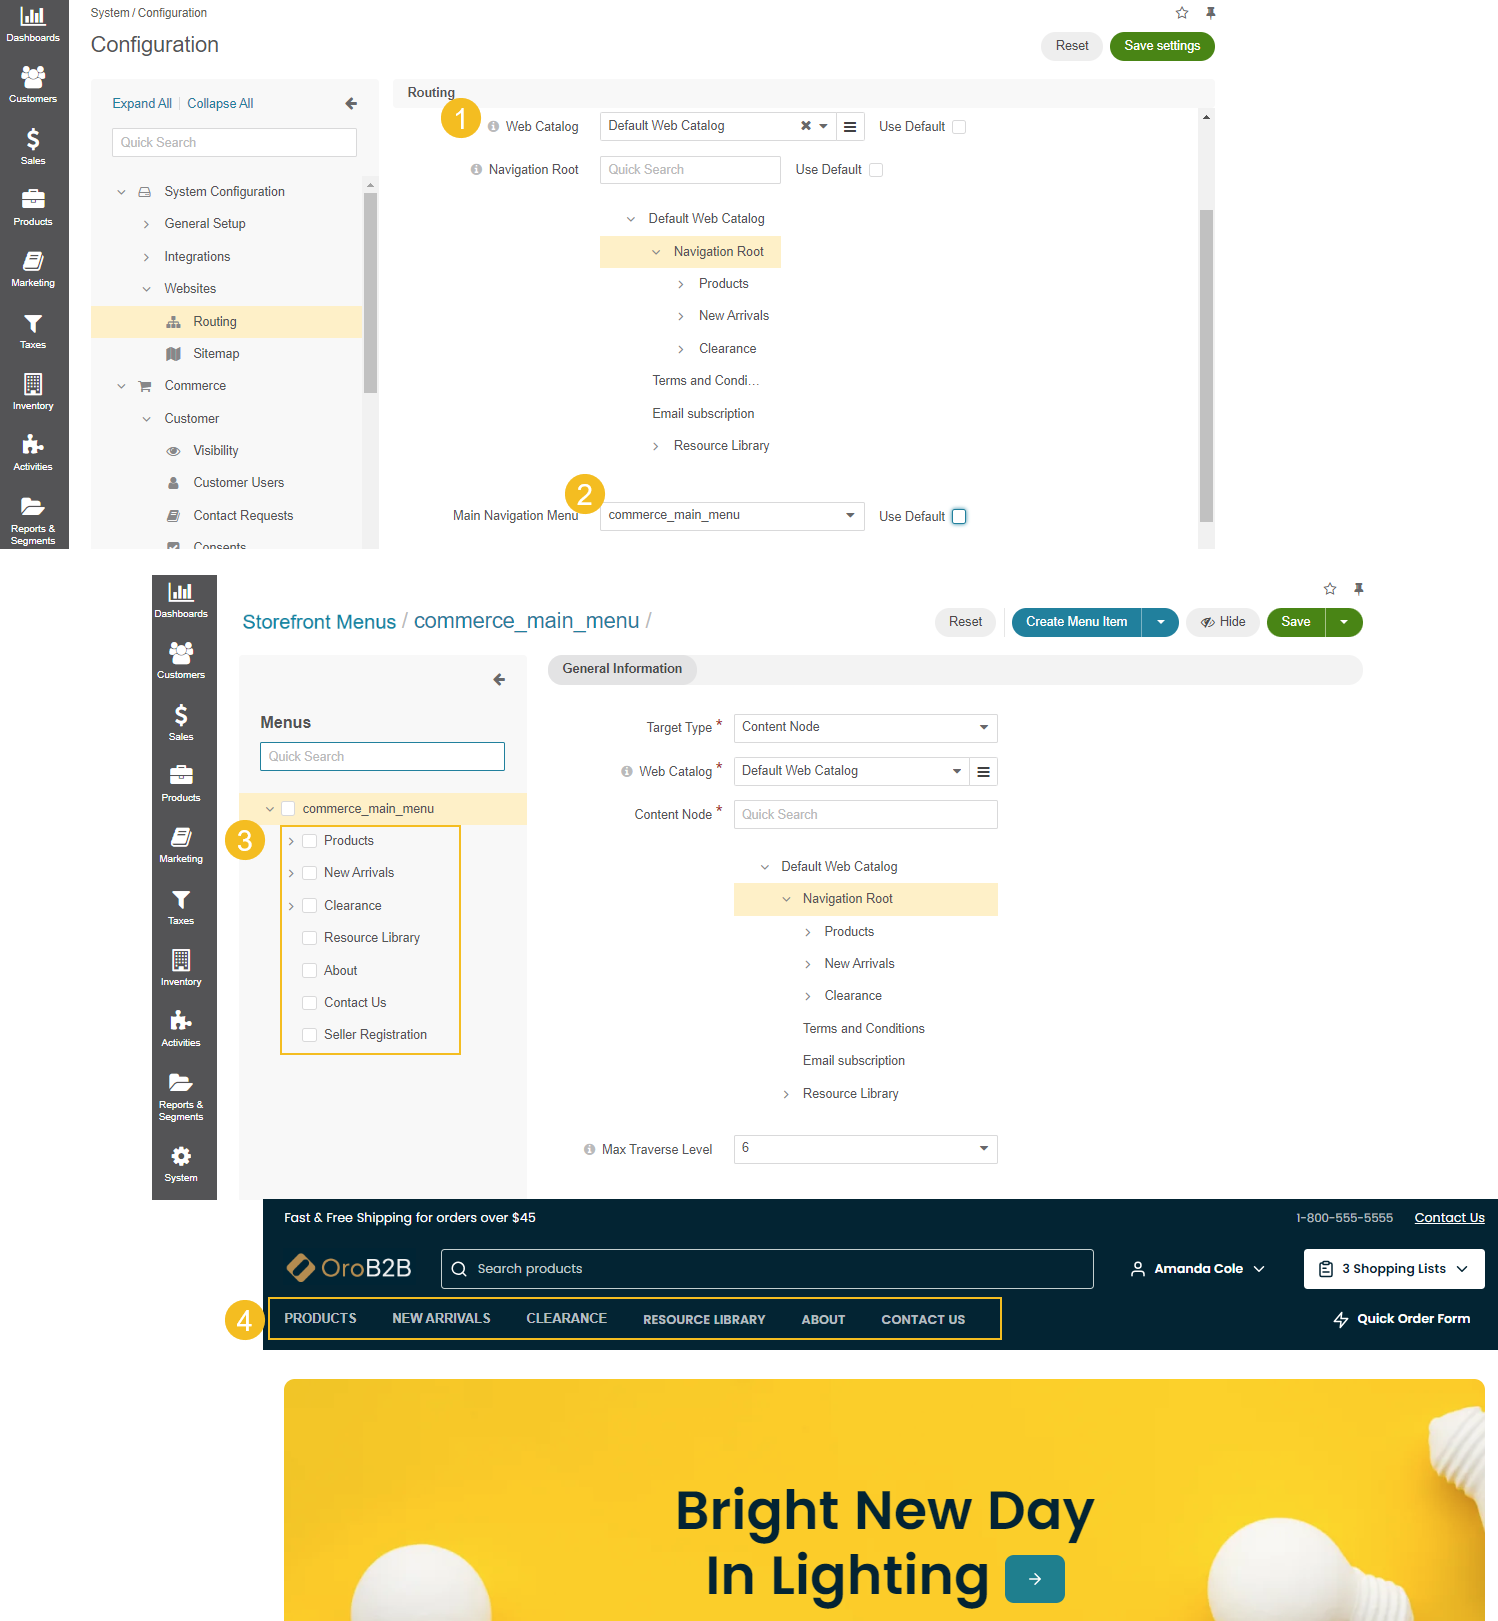 System / Configuration
Configuration
Reset
Save settings
Dashboards
Customers
Sales
Products
Marketing
Taxes
Inventory
Activities
Reports &
Segments
Expand All | Collapse All
Quick Search
System Configuration
General Setup
Integrations
Websites
Routing
Sitemap
Commerce
Customer
Visibility
Customer Users
Contact Requests
Consents
Routing
1
Web Catalog
Default Web Catalog
Use Default
Navigation Root
Quick Search
Use Default
Default Web Catalog
Navigation Root
Products
New Arrivals
Clearance
Terms and Condi...
Email subscription
Resource Library
2
Main Navigation Menu
commerce_main_menu
Use Default
Dashboards
Customers
Sales
Products
Marketing
Taxes
Inventory
Activities
Reports &
Segments
System
Storefront Menus / commerce_main_menu /
Reset
Create Menu Item
Hide
Save
Menus
Quick Search
commerce_main_menu
3
Products
New Arrivals
Clearance
Resource Library
About
Contact Us
Seller Registration
General Information
Target Type * Content Node
Web Catalog * Default Web Catalog
Content Node * Quick Search
Default Web Catalog
Navigation Root
Products
New Arrivals
Clearance
Terms and Conditions
Email subscription
Resource Library
Max Traverse Level 6
Fast & Free Shipping for orders over $45
1-800-555-5555 Contact Us
OroB2B
Search products
Amanda Cole
3 Shopping Lists
4
PRODUCTS NEW ARRIVALS CLEARANCE RESOURCE LIBRARY ABOUT CONTACT US
Quick Order Form
Bright New Day
In Lighting